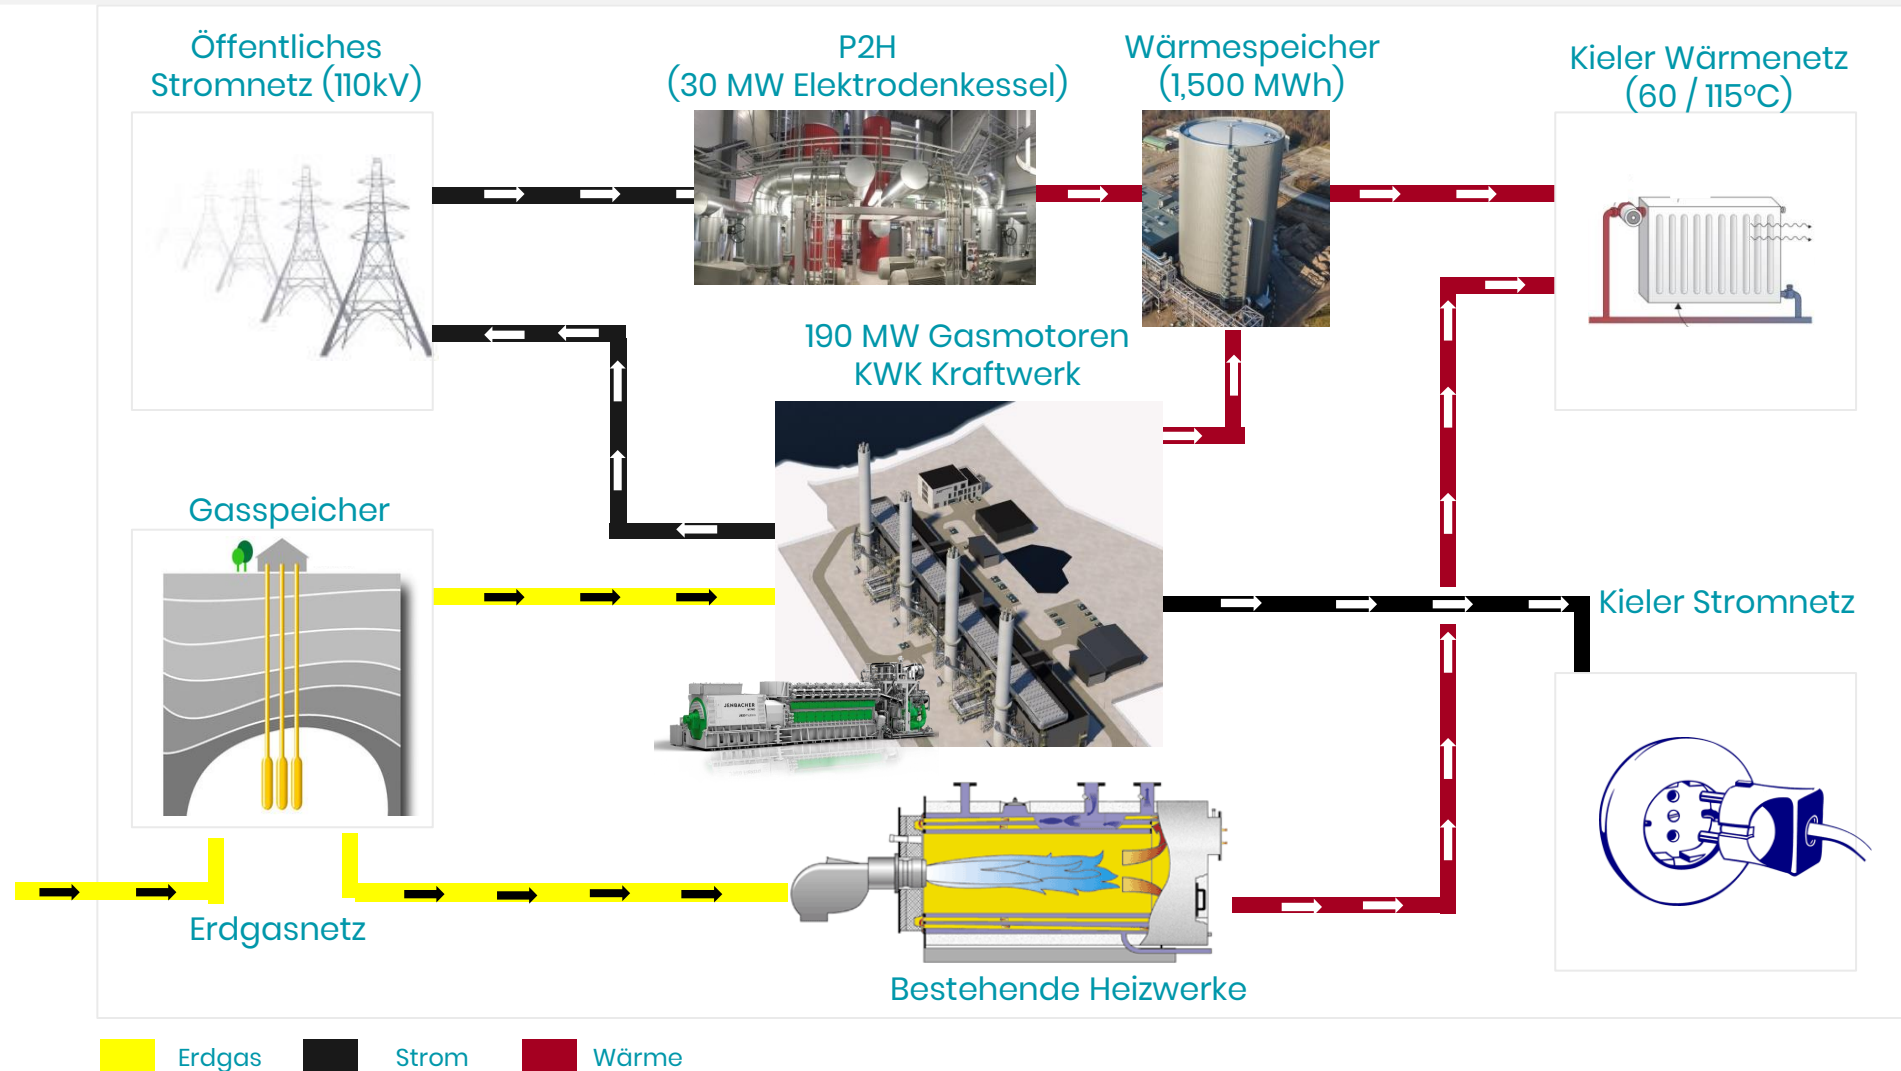 Öffentliches
Stromnetz (110kV)
P2H
(30 MW Elektrodenkessel)
Wärmespeicher
(1,500 MWh)
Kieler Wärmenetz
(60 / 115°C)
190 MW Gasmotoren
KWK Kraftwerk
Gasspeicher
Kieler Stromnetz
JENBACHER
Erdgasnetz
Bestehende Heizwerke
Erdgas
Strom
Wärme